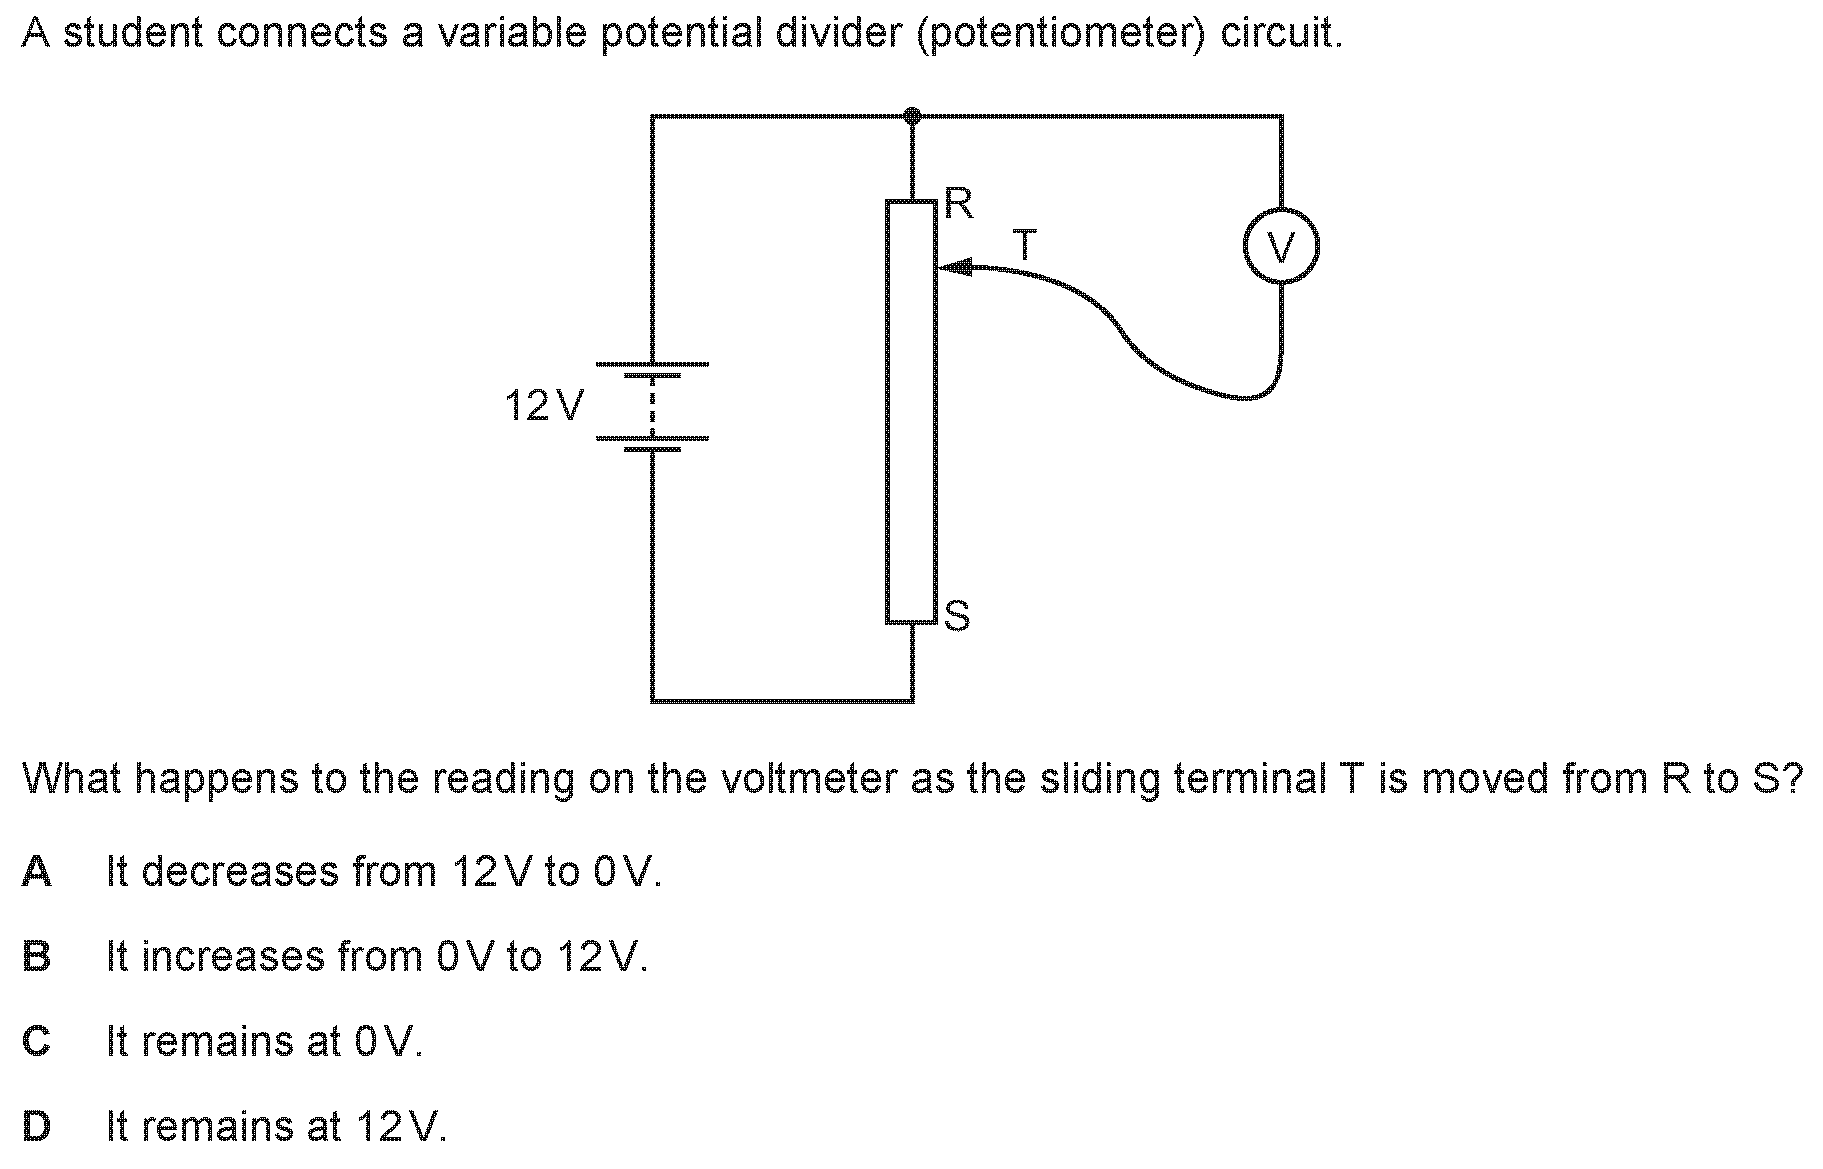 A student connects a variable potential divider (potentiometer) circuit.
R
T
V
12 V
S
What happens to the reading on the voltmeter as the sliding terminal T is moved from R to S?
A It decreases from 12 V to 0 V.
B It increases from 0 V to 12 V.
C It remains at 0 V.
D It remains at 12 V.